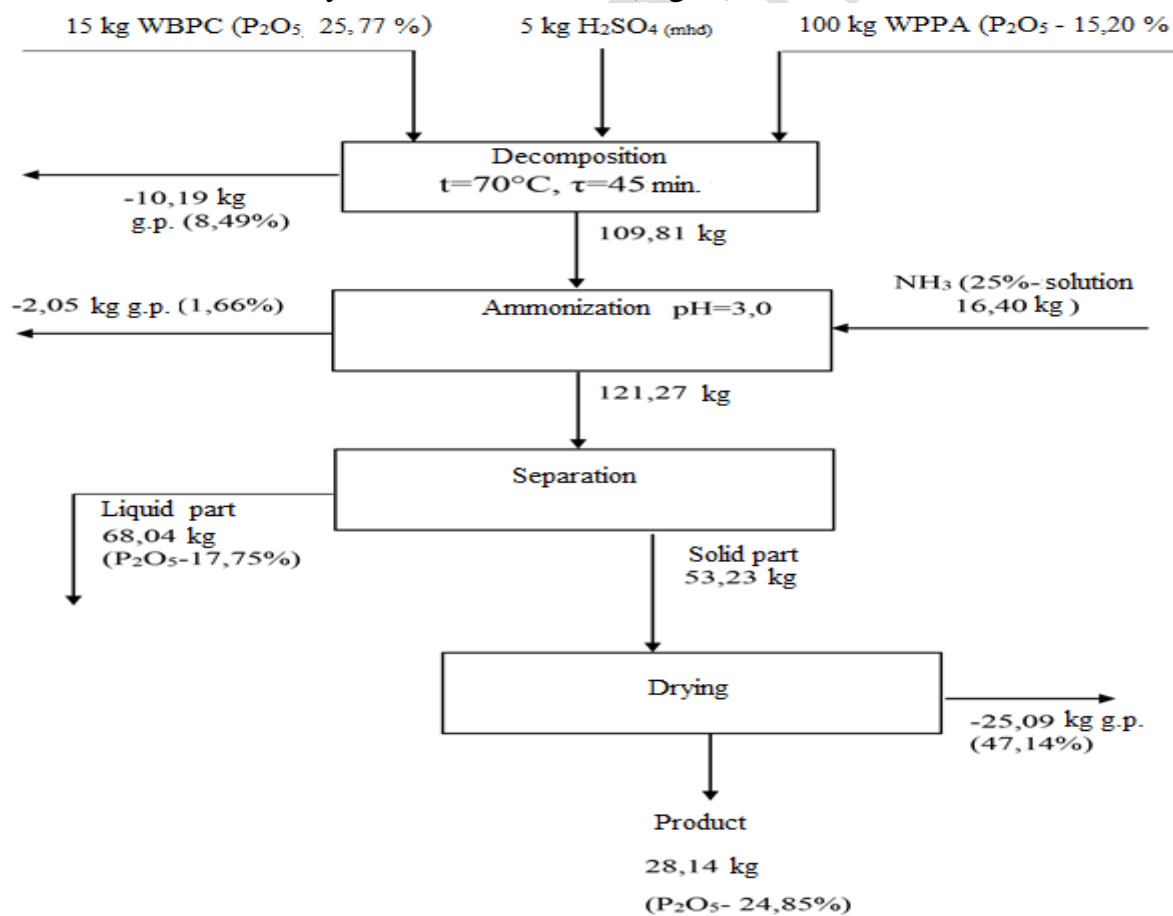 15 kg WBPC (P₂O₅ 25,77 %)
5 kg H₂SO₄ (mhd)
100 kg WPPA (P₂O₅ - 15,20 %
Decomposition
t=70°C, τ=45 min.
-10,19 kg
g.p. (8,49%)
109,81 kg
-2,05 kg g.p. (1,66%)
Ammonization pH=3,0
NH₃ (25%- solution
16,40 kg )
121,27 kg
Separation
Liquid part
68,04 kg
(P₂O₅-17,75%)
Solid part
53,23 kg
Drying
-25,09 kg g.p.
(47,14%)
Product
28,14 kg
(P₂O₅- 24,85%)